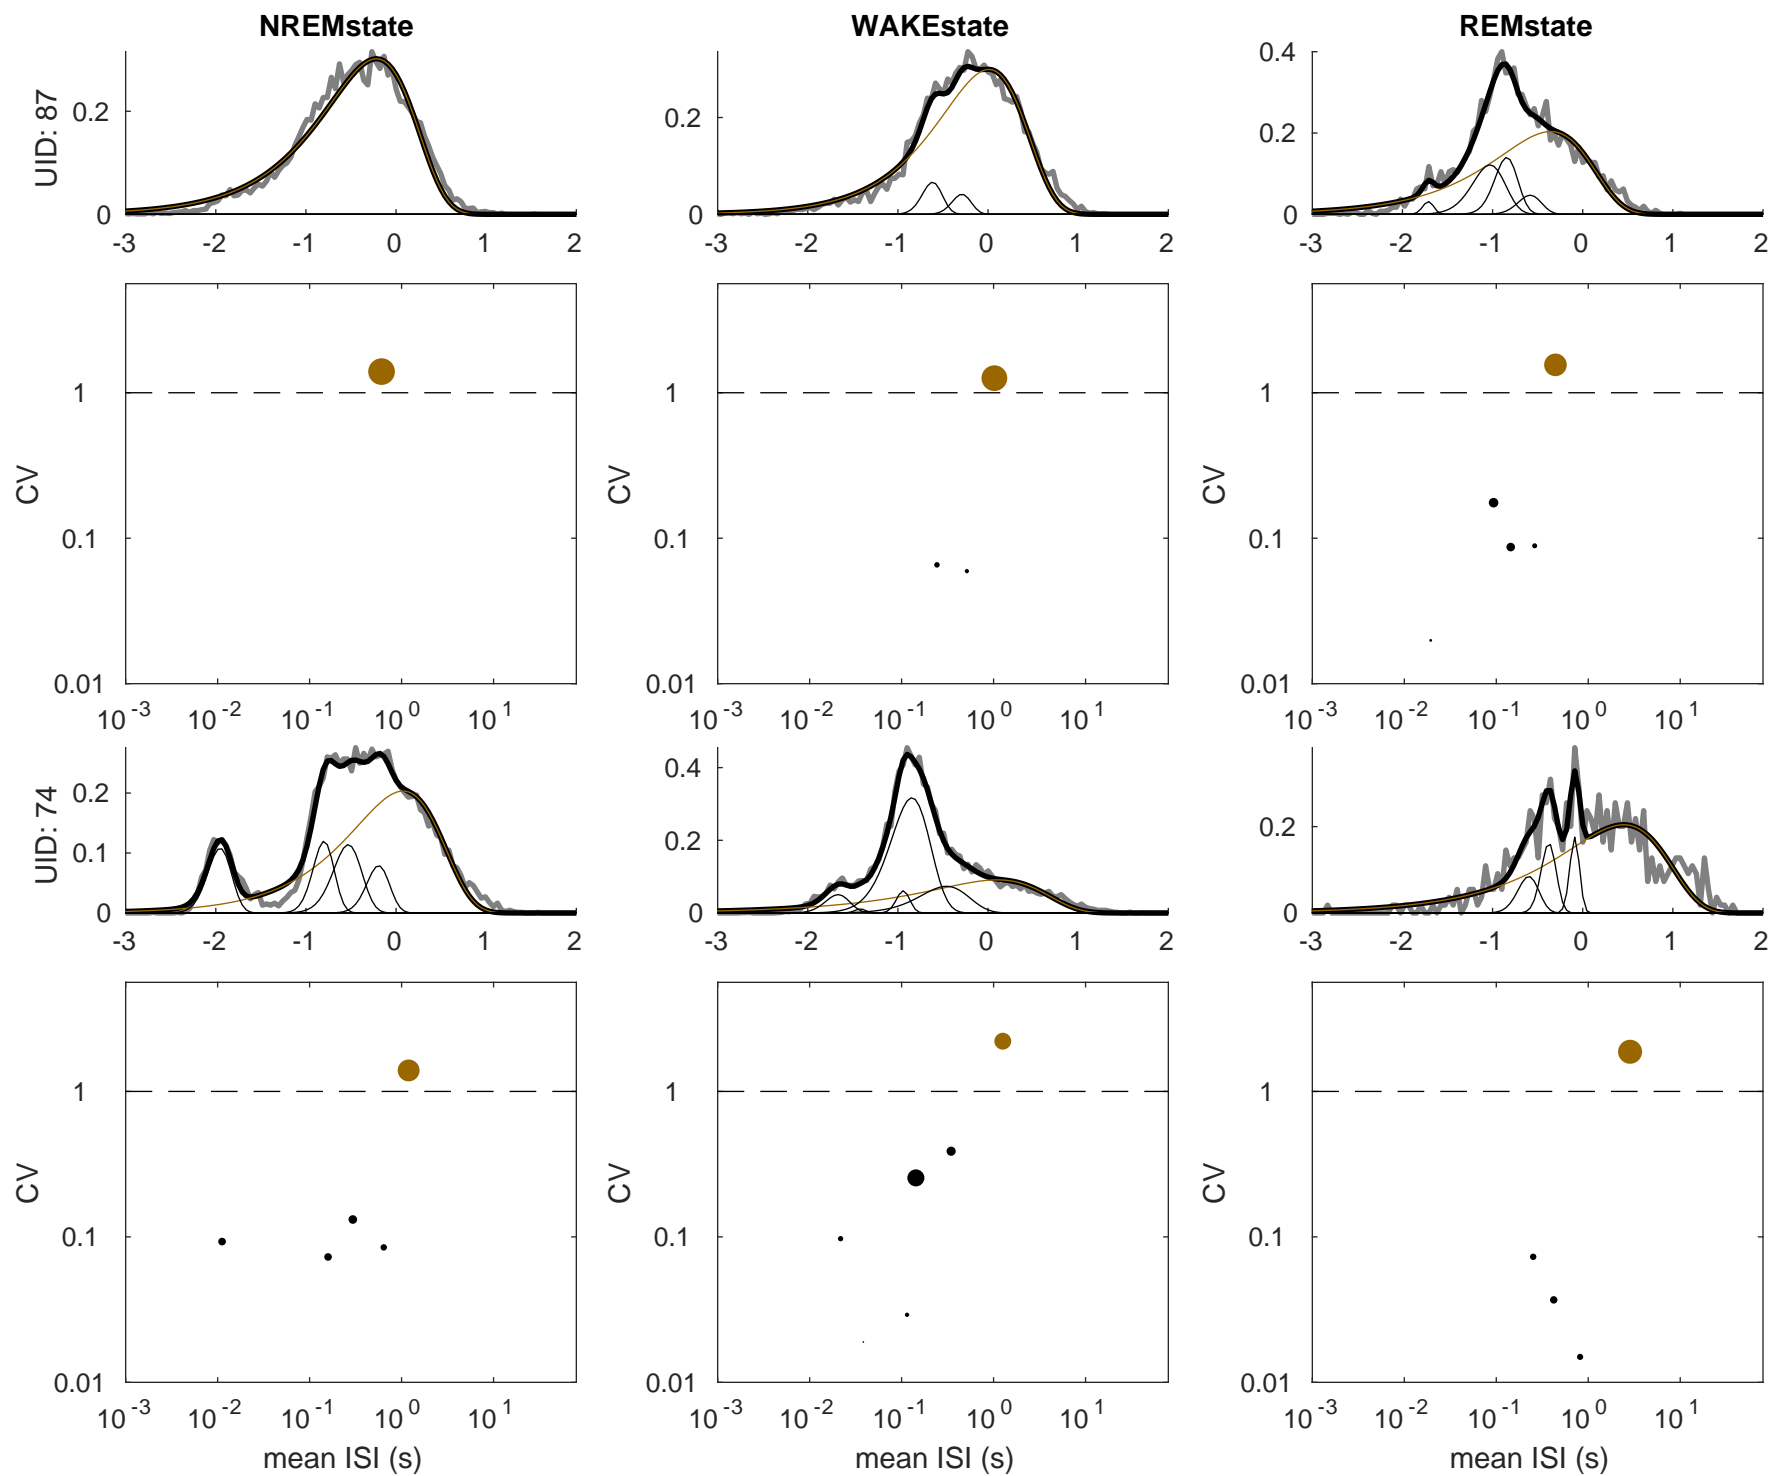 NREMstate WAKEstate REMstate
UID: 87
0.2 0.2 0.4
0 0 0.2
0
-3 -2 -1 0 1 2 -3 -2 -1 0 1 2 -3 -2 -1 0 1 2
CV CV CV
1 1 1
0.1 0.1 0.1
0.01 0.01 0.01
10^-3 10^-2 10^-1 10^0 10^1 10^-3 10^-2 10^-1 10^0 10^1 10^-3 10^-2 10^-1 10^0 10^1
UID: 74
0.2 0.4 0.2
0.1 0.2 0
0 0
-3 -2 -1 0 1 2 -3 -2 -1 0 1 2 -3 -2 -1 0 1 2
CV CV CV
1 1 1
0.1 0.1 0.1
0.01 0.01 0.01
10^-3 10^-2 10^-1 10^0 10^1 10^-3 10^-2 10^-1 10^0 10^1 10^-3 10^-2 10^-1 10^0 10^1
mean ISI (s) mean ISI (s) mean ISI (s)